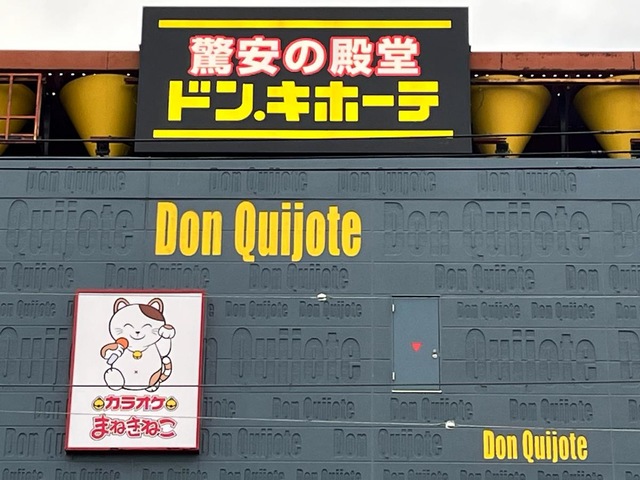 驚安の殿堂
ドン.キホーテ
Don Quijote
カラオケ
まねきねこ
Don Quijote